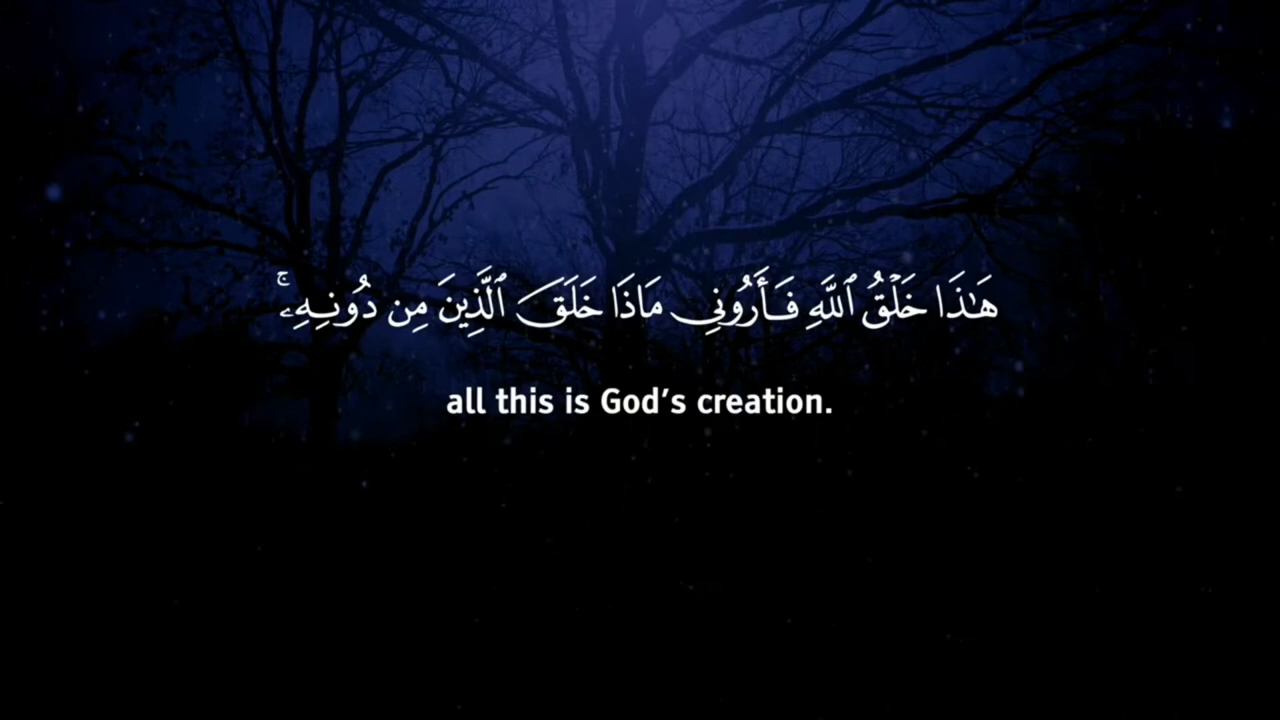 هَـٰذَا خَلْقُ ٱللَّهِ فَأَرُونِى مَاذَا خَلَقَ ٱلَّذِينَ مِن دُونِهِۦ ۚ
all this is God’s creation.